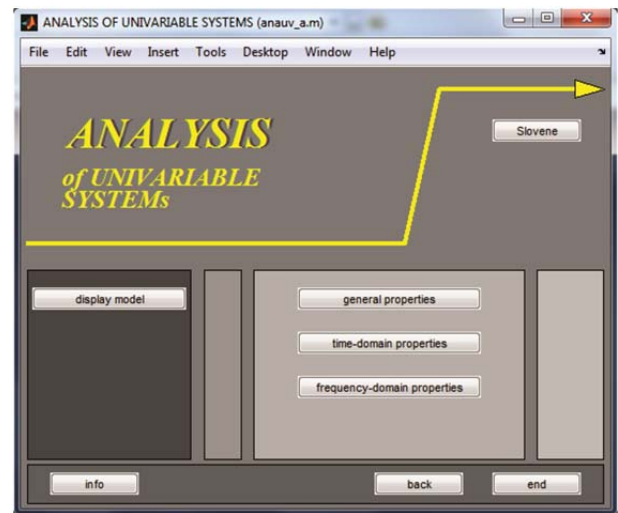 ANALYSIS OF UNIVARIABLE SYSTEMS (anauv_a.m)
File Edit View Insert Tools Desktop Window Help
ANALYSIS
of UNIVARIABLE
SYSTEMs
Slovene
display model
general properties
time-domain properties
frequency-domain properties
info
back
end